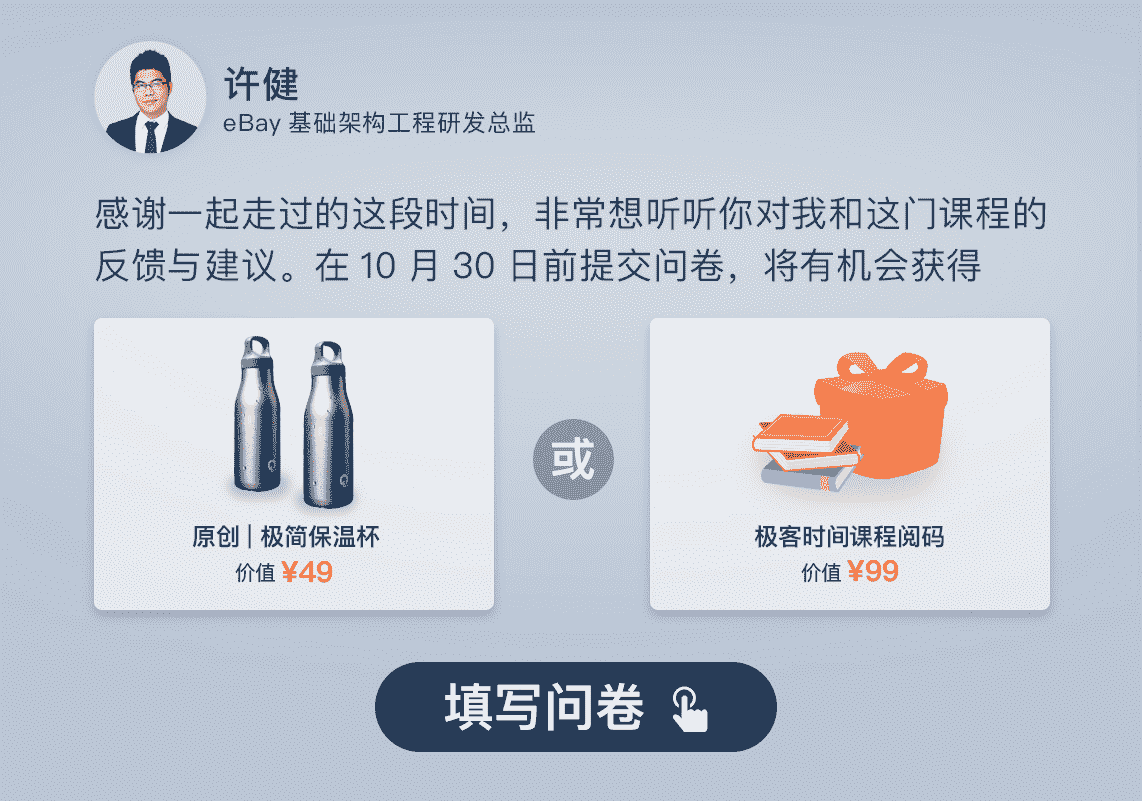 许健
eBay 基础架构工程研发总监
感谢一起走过的这段时间，非常想听听你对我和这门课程的
反馈与建议。在 10 月 30 日前提交问卷，将有机会获得
原创 | 极简保温杯
价值 ¥49
或
极客时间课程阅码
价值 ¥99
填写问卷